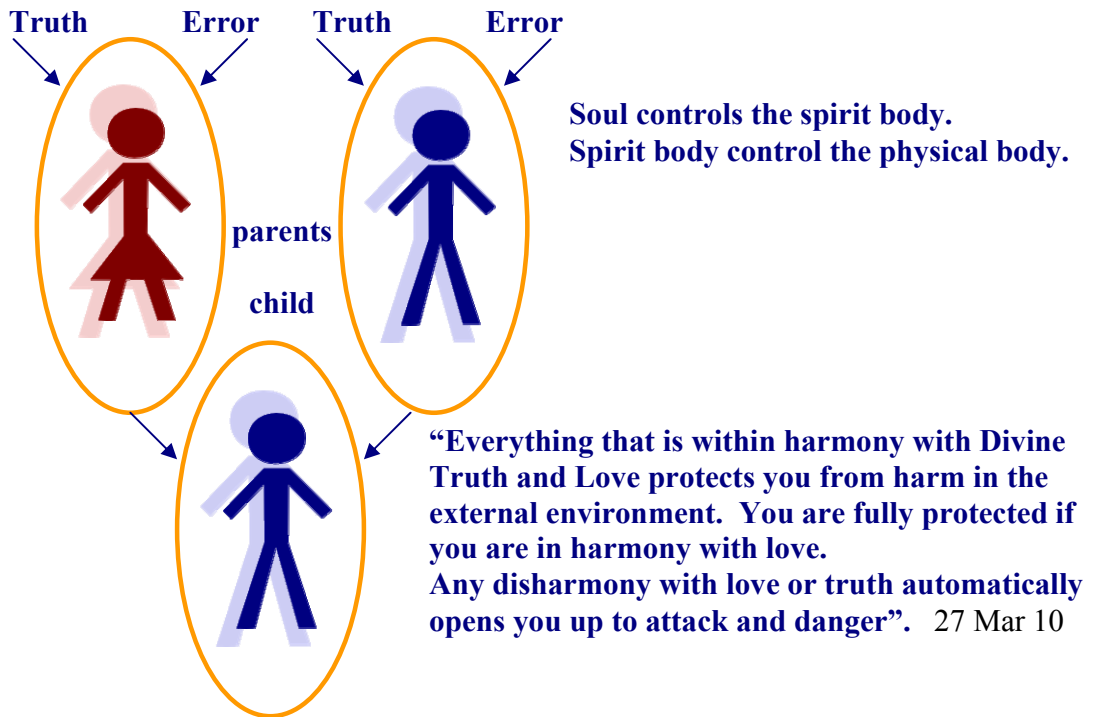 Truth Error Truth Error
Soul controls the spirit body.
Spirit body control the physical body.
parents
child
“Everything that is within harmony with Divine
Truth and Love protects you from harm in the
external environment. You are fully protected if
you are in harmony with love.
Any disharmony with love or truth automatically
opens you up to attack and danger”. 27 Mar 10